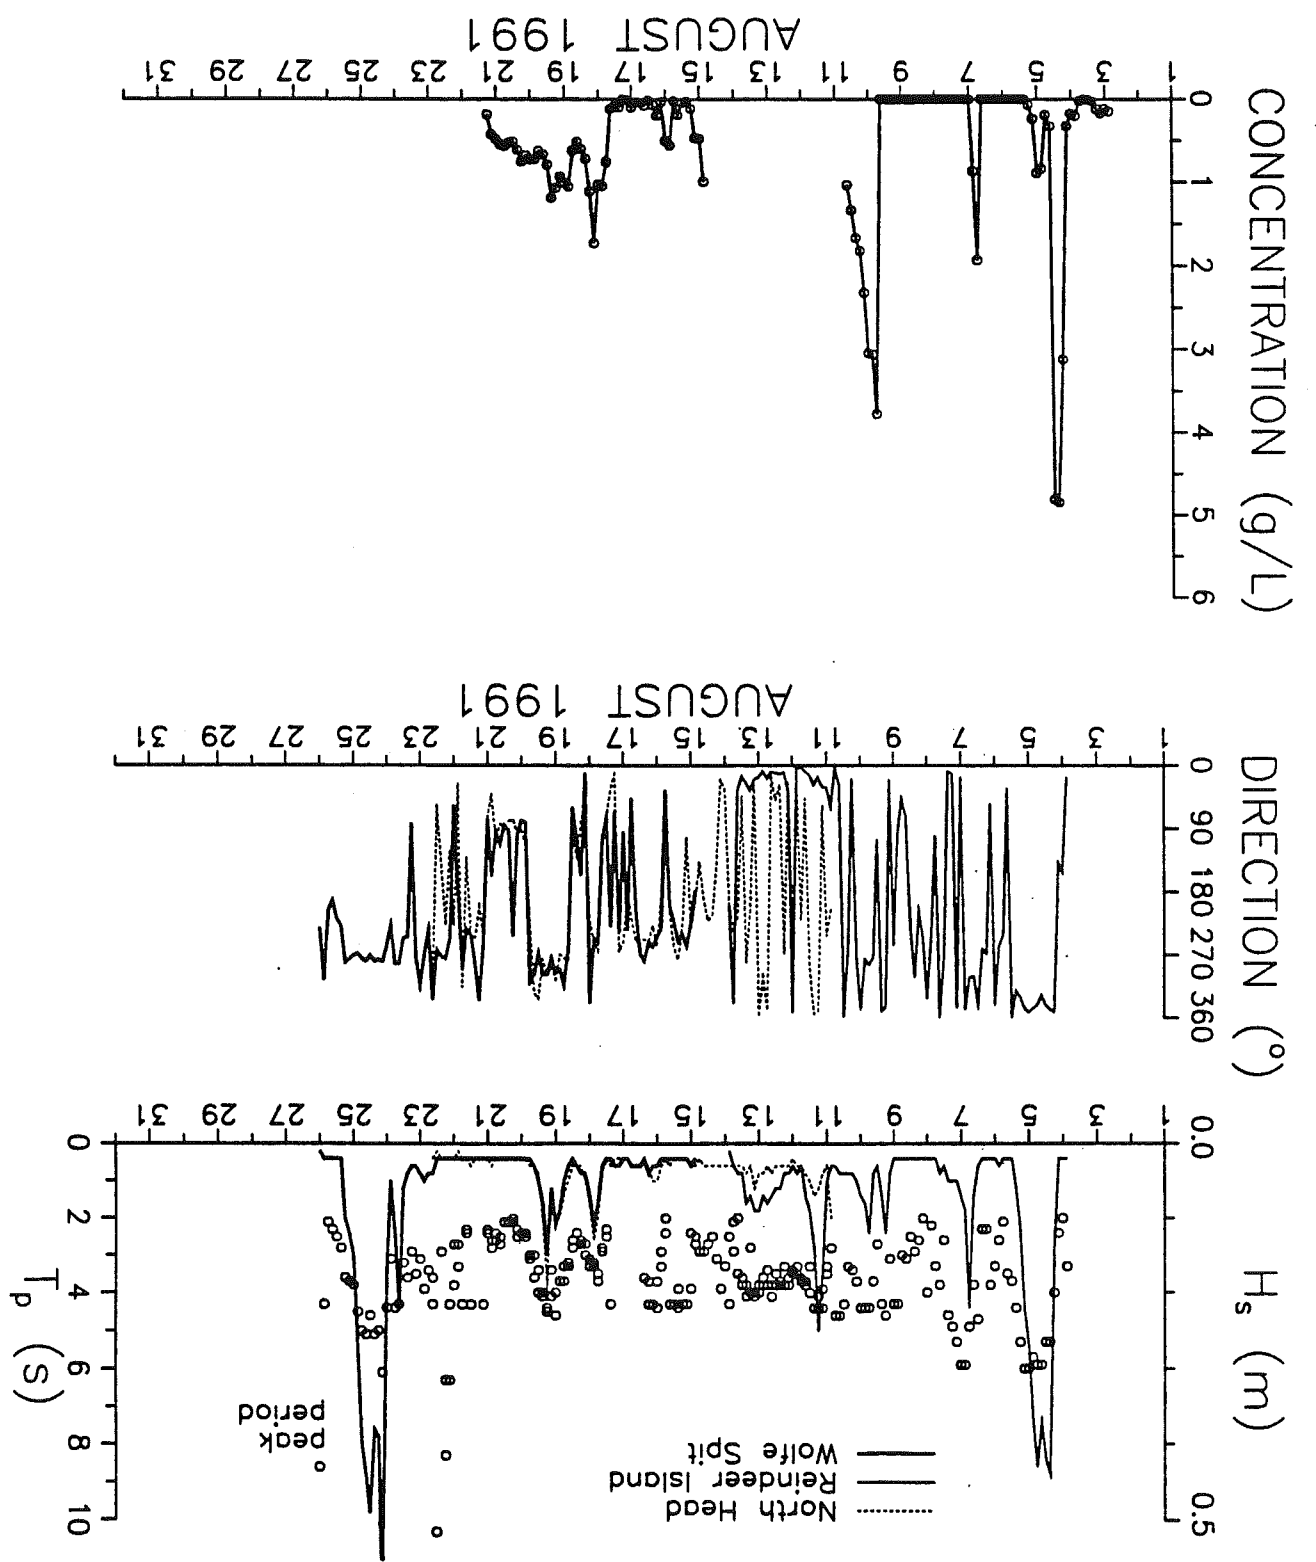 0.5
0.0
H_s (m)
North Head
Reindeer Island
Wolfe Spit
peak
period
10
8
6
4
2
0
T_p (s)
1 3 5 7 9 11 13 15 17 19 21 23 25 27 29 31
360
270
180
90
0
DIRECTION (°)
1 3 5 7 9 11 13 15 17 19 21 23 25 27 29 31
AUGUST 1991
6
5
4
3
2
1
0
CONCENTRATION (g/L)
1 3 5 7 9 11 13 15 17 19 21 23 25 27 29 31
AUGUST 1991